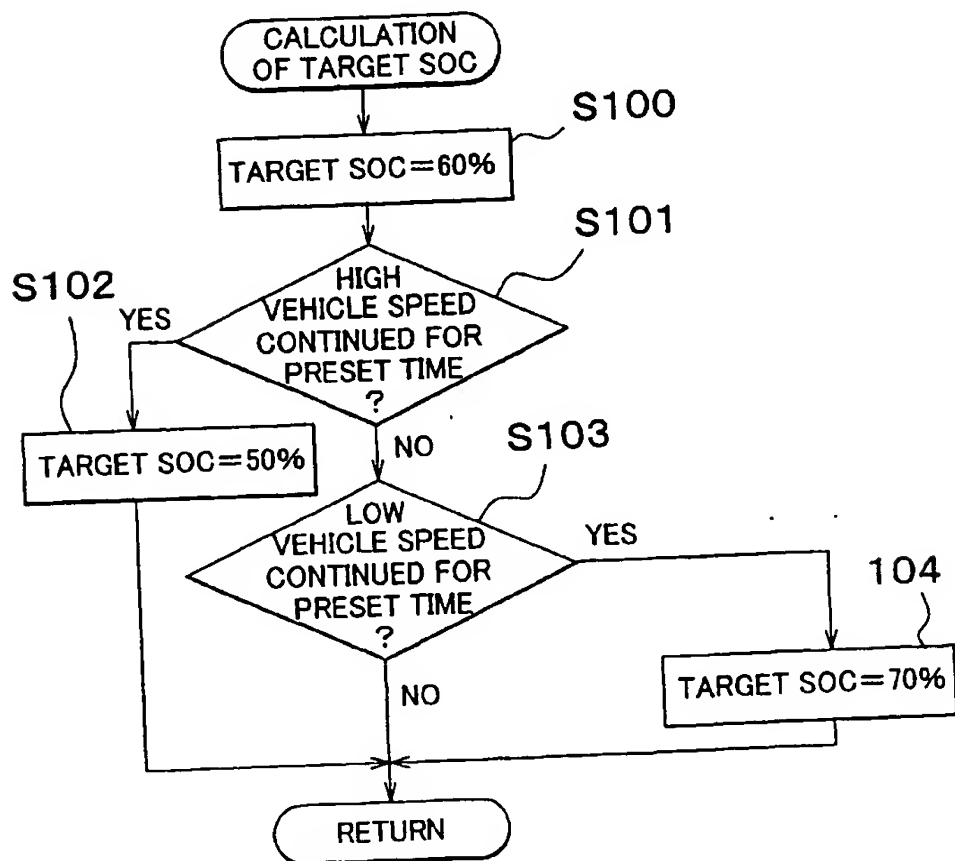 CALCULATION
OF TARGET SOC
S100
TARGET SOC=60%
S101
HIGH
VEHICLE SPEED
CONTINUED FOR
PRESET TIME
?
S102
YES
TARGET SOC=50%
NO
S103
LOW
VEHICLE SPEED
CONTINUED FOR
PRESET TIME
?
YES
104
TARGET SOC=70%
NO
RETURN